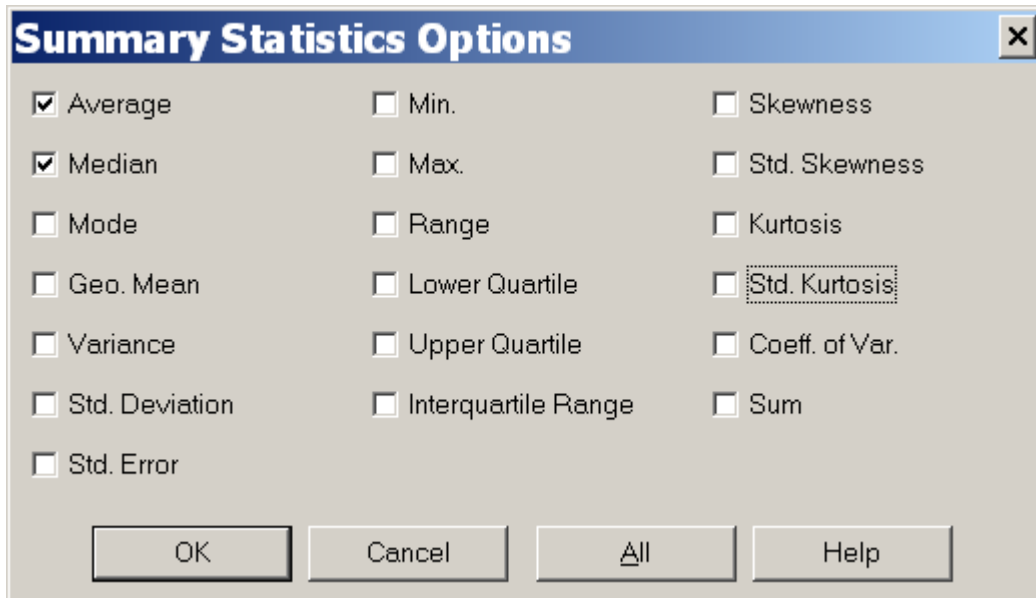 Summary Statistics Options
Average
Median
Mode
Geo. Mean
Variance
Std. Deviation
Std. Error
Min.
Max.
Range
Lower Quartile
Upper Quartile
Interquartile Range
Skewness
Std. Skewness
Kurtosis
Std. Kurtosis
Coeff. of Var.
Sum
OK
Cancel
All
Help